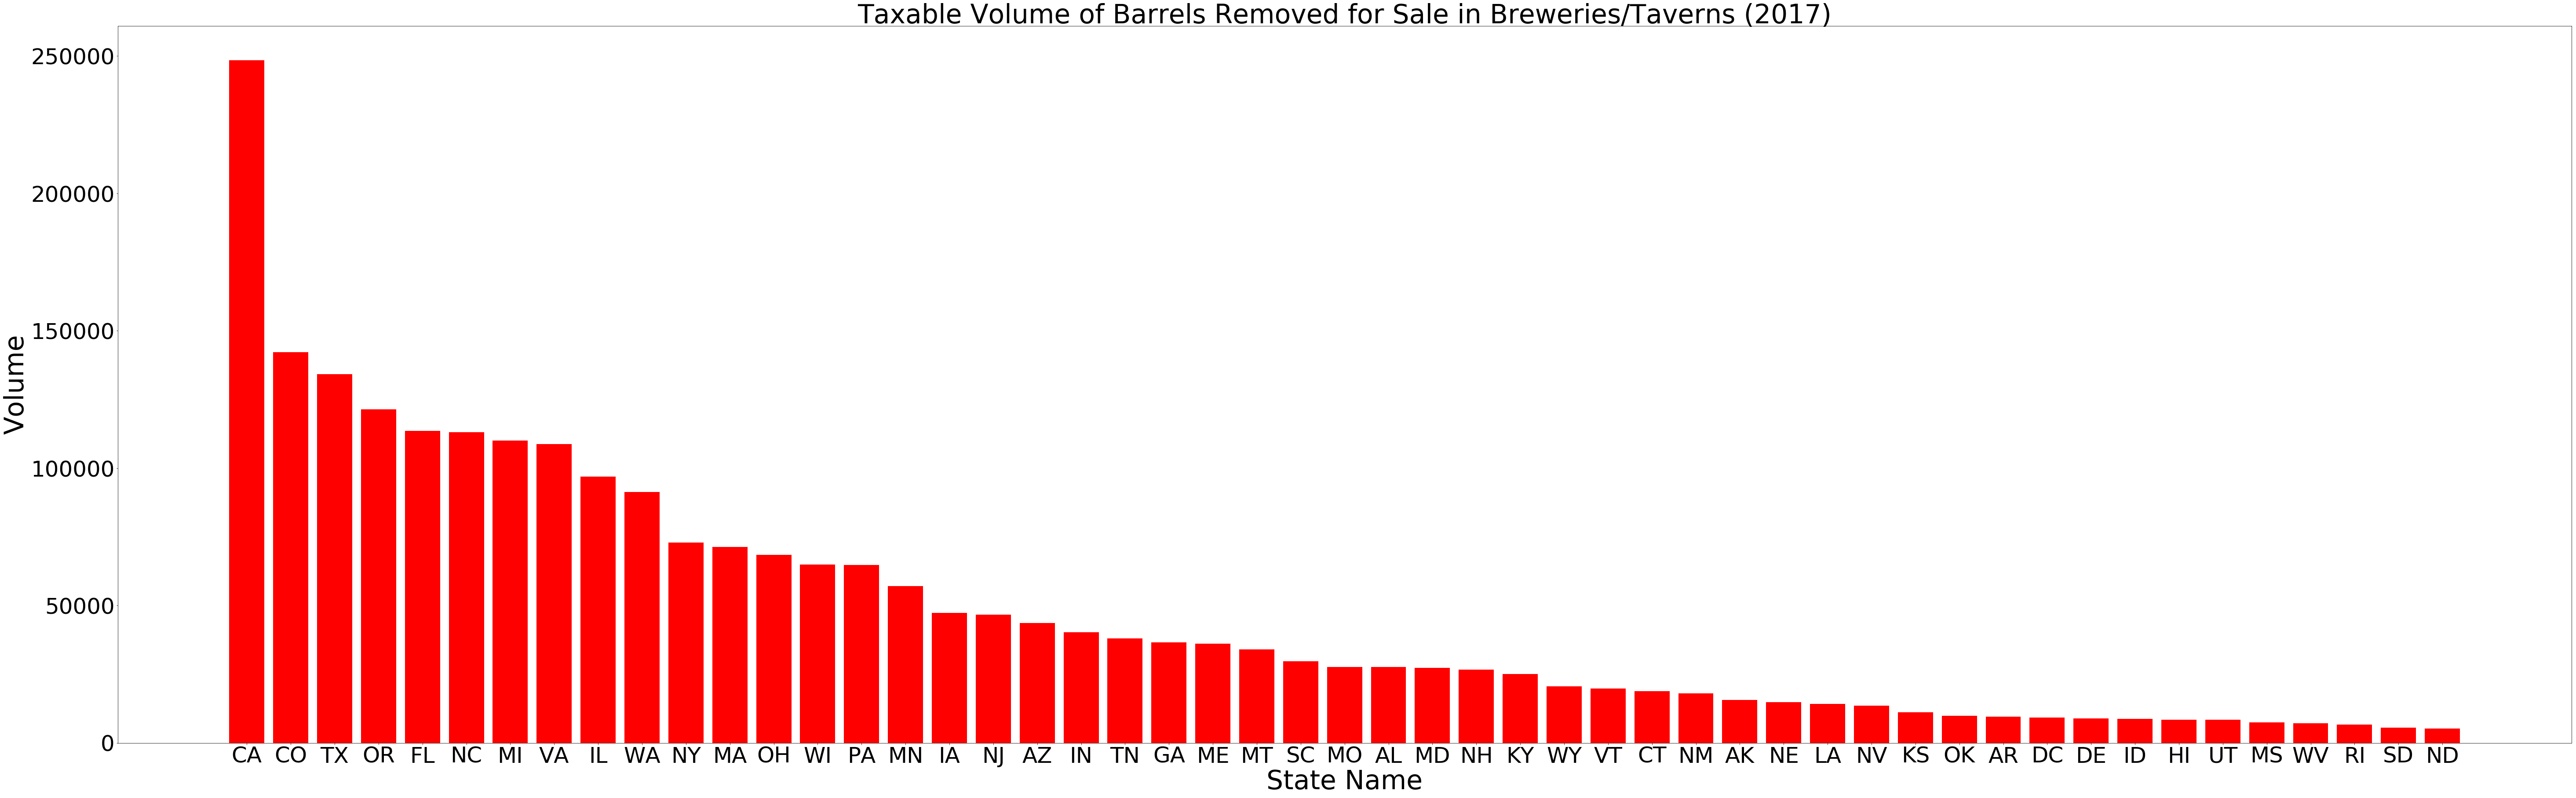 Taxable Volume of Barrels Removed for Sale in Breweries/Taverns (2017)
250000
200000
150000
100000
50000
0
Volume
CA CO TX OR FL NC MI VA IL WA NY MA OH WI PA MN IA NJ AZ IN TN GA ME MT SC MO AL MD NH KY WY VT CT NM AK NE LA NV KS OK AR DC DE ID HI UT MS WV RI SD ND
State Name